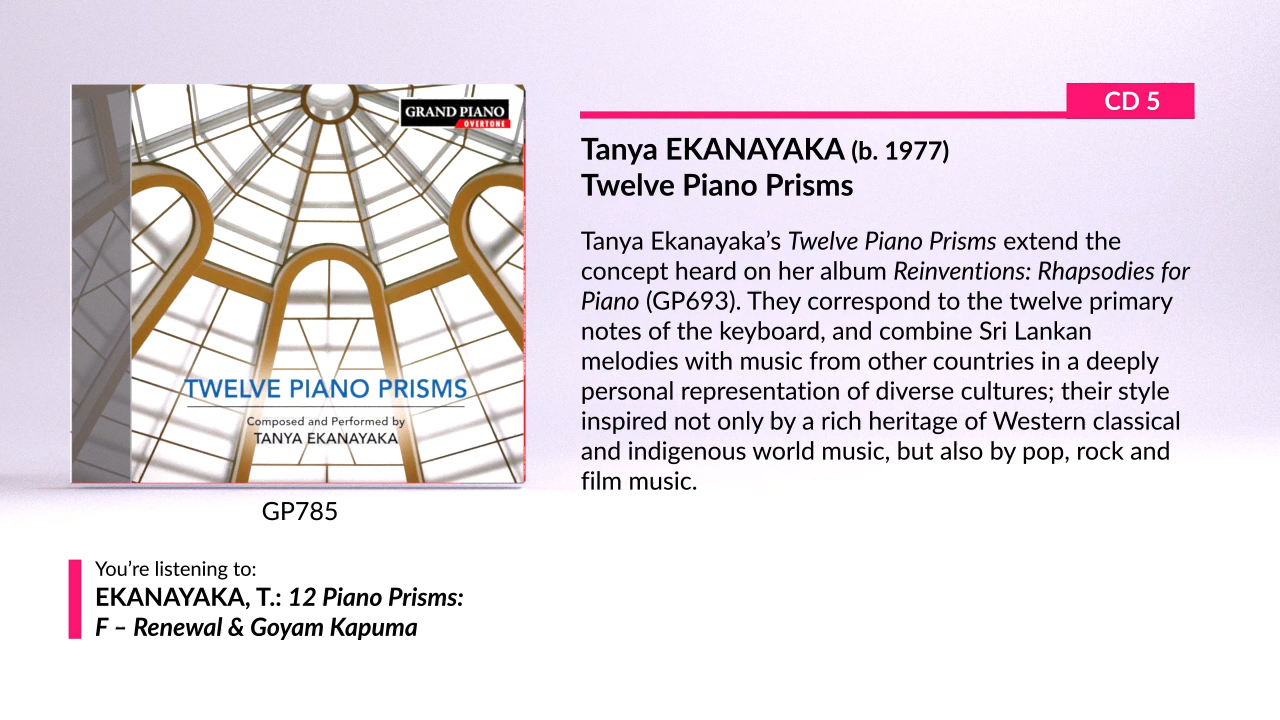 GRAND PIANO
OVERTONE
TWELVE PIANO PRISMS
Composed and Performed by
TANYA EKANAYAKA
GP785
You’re listening to:
EKANAYAKA, T.: 12 Piano Prisms:
F – Renewal & Goyam Kapuma
CD 5
Tanya EKANAYAKA (b. 1977)
Twelve Piano Prisms
Tanya Ekanayaka’s Twelve Piano Prisms extend the
concept heard on her album Reinventions: Rhapsodies for
Piano (GP693). They correspond to the twelve primary
notes of the keyboard, and combine Sri Lankan
melodies with music from other countries in a deeply
personal representation of diverse cultures; their style
inspired not only by a rich heritage of Western classical
and indigenous world music, but also by pop, rock and
film music.